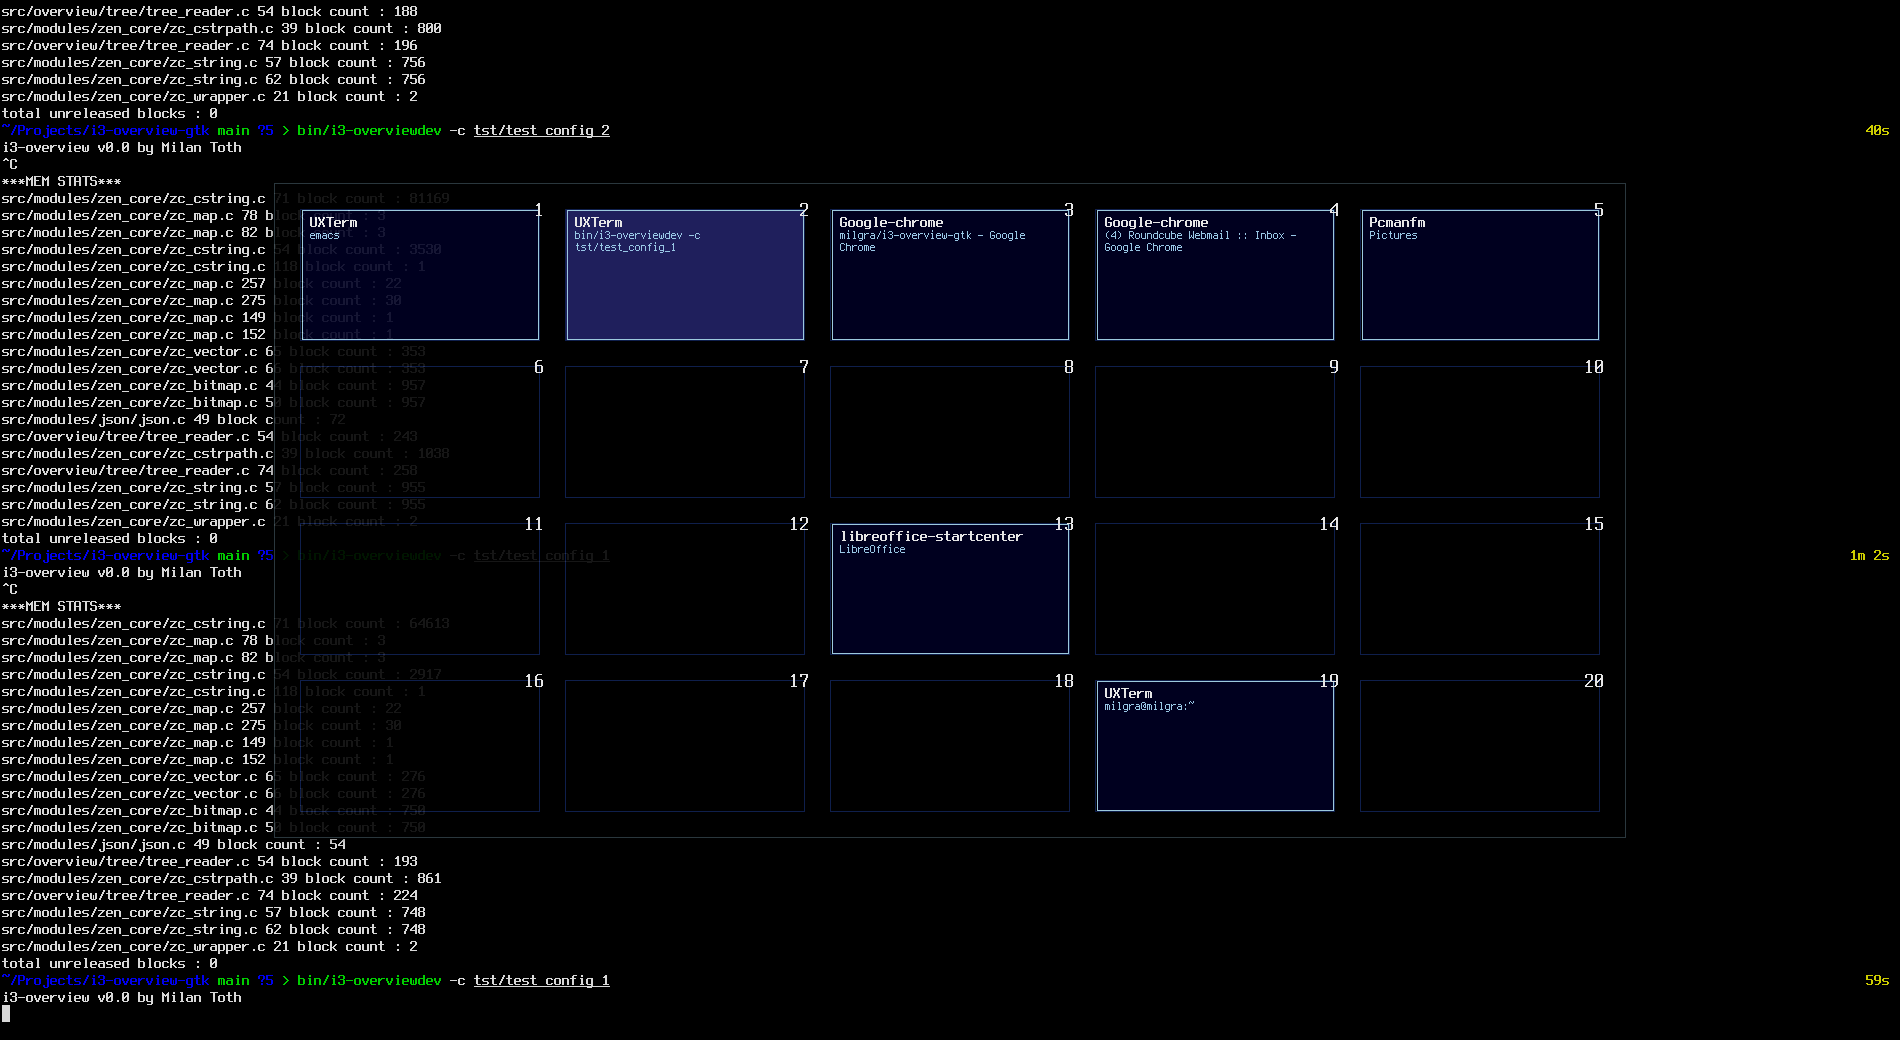 src/overview/tree/tree_reader.c 54 block count : 188
src/modules/zen_core/zc_cstrpath.c 39 block count : 800
src/overview/tree/tree_reader.c 74 block count : 196
src/modules/zen_core/zc_string.c 57 block count : 756
src/modules/zen_core/zc_string.c 62 block count : 756
src/modules/zen_core/zc_wrapper.c 21 block count : 2
total unreleased blocks : 0
~/Projects/i3-overview-gtk main ?5 > bin/i3-overviewdev -c tst/test_config_2 40s
i3-overview v0.0 by Milan Toth
^C
***MEM STATS***
src/modules/zen_core/zc_cstring.c 71 block count : 81169
src/modules/zen_core/zc_map.c 78 block count : 3
src/modules/zen_core/zc_map.c 82 block count : 3
src/modules/zen_core/zc_cstring.c 54 block count : 3530
src/modules/zen_core/zc_cstring.c 118 block count : 1
src/modules/zen_core/zc_map.c 257 block count : 22
src/modules/zen_core/zc_map.c 275 block count : 30
src/modules/zen_core/zc_map.c 149 block count : 1
src/modules/zen_core/zc_map.c 152 block count : 1
src/modules/zen_core/zc_vector.c 65 block count : 353
src/modules/zen_core/zc_vector.c 66 block count : 353
src/modules/zen_core/zc_bitmap.c 44 block count : 957
src/modules/zen_core/zc_bitmap.c 50 block count : 957
src/modules/json/json.c 49 block count : 72
src/overview/tree/tree_reader.c 54 block count : 243
src/modules/zen_core/zc_cstrpath.c 39 block count : 1038
src/overview/tree/tree_reader.c 74 block count : 258
src/modules/zen_core/zc_string.c 57 block count : 955
src/modules/zen_core/zc_string.c 62 block count : 955
src/modules/zen_core/zc_wrapper.c 21 block count : 2
total unreleased blocks : 0
~/Projects/i3-overview-gtk main ?5 > bin/i3-overviewdev -c tst/test_config_1 1m 2s
i3-overview v0.0 by Milan Toth
^C
***MEM STATS***
src/modules/zen_core/zc_cstring.c 71 block count : 64613
src/modules/zen_core/zc_map.c 78 block count : 3
src/modules/zen_core/zc_map.c 82 block count : 3
src/modules/zen_core/zc_cstring.c 54 block count : 2917
src/modules/zen_core/zc_cstring.c 118 block count : 1
src/modules/zen_core/zc_map.c 257 block count : 22
src/modules/zen_core/zc_map.c 275 block count : 30
src/modules/zen_core/zc_map.c 149 block count : 1
src/modules/zen_core/zc_map.c 152 block count : 1
src/modules/zen_core/zc_vector.c 65 block count : 276
src/modules/zen_core/zc_vector.c 66 block count : 276
src/modules/zen_core/zc_bitmap.c 44 block count : 750
src/modules/zen_core/zc_bitmap.c 50 block count : 750
src/modules/json/json.c 49 block count : 54
src/overview/tree/tree_reader.c 54 block count : 193
src/modules/zen_core/zc_cstrpath.c 39 block count : 861
src/overview/tree/tree_reader.c 74 block count : 224
src/modules/zen_core/zc_string.c 57 block count : 748
src/modules/zen_core/zc_string.c 62 block count : 748
src/modules/zen_core/zc_wrapper.c 21 block count : 2
total unreleased blocks : 0
~/Projects/i3-overview-gtk main ?5 > bin/i3-overviewdev -c tst/test_config_1 59s
i3-overview v0.0 by Milan Toth
1
UXTerm
emacs
2
UXTerm
bin/i3-overviewdev -c
tst/test_config_1
3
Google-chrome
milgra/i3-overview-gtk - Google
Chrome
4
Google-chrome
(4) Roundcube Webmail :: Inbox -
Google Chrome
5
Pcmanfm
Pictures
6
7
8
9
10
11
12
13
libreoffice-startcenter
LibreOffice
14
15
16
17
18
19
UXTerm
milgra@milgra:~
20